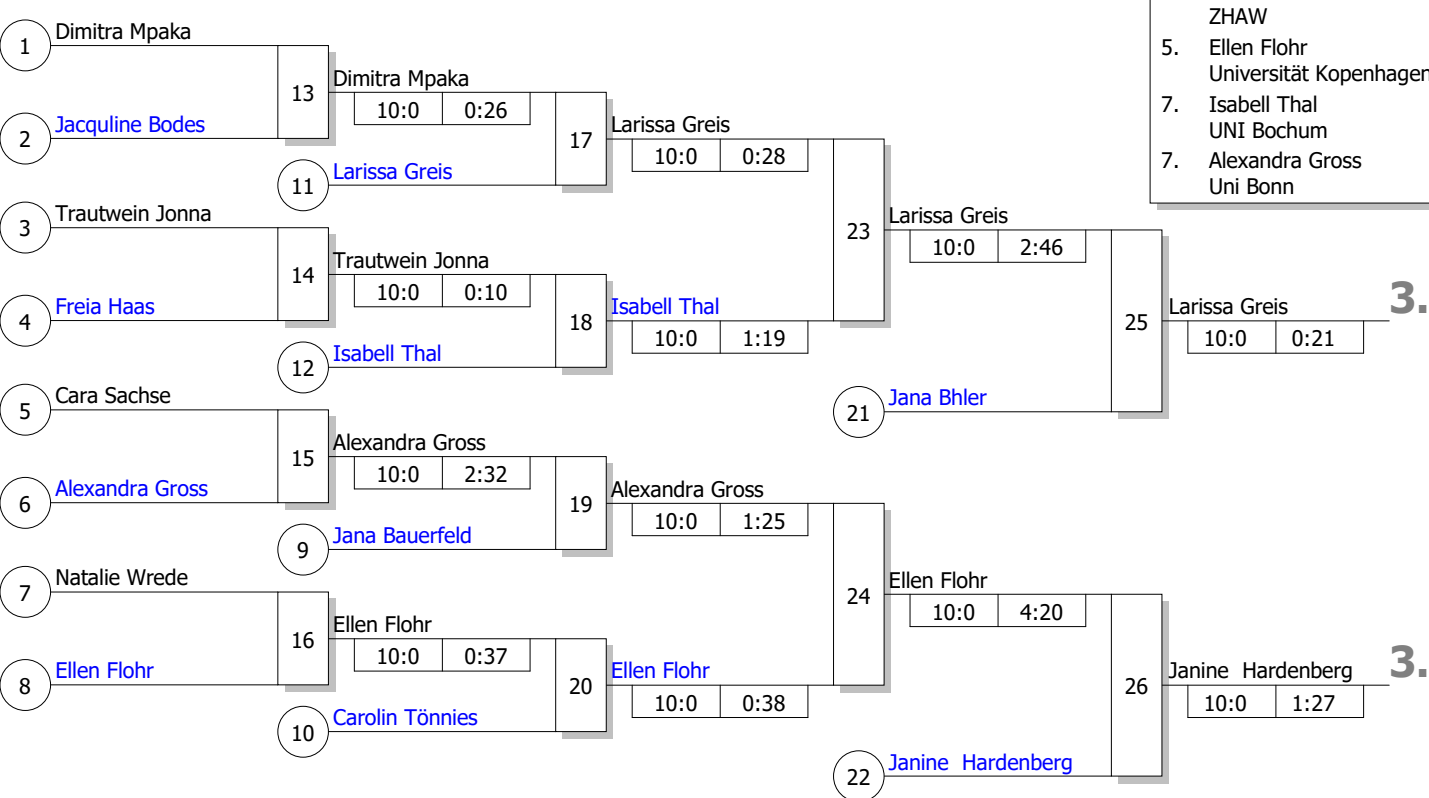 ZHAW
5. Ellen Flohr
Universität Kopenhagen
7. Isabell Thal
UNI Bochum
7. Alexandra Gross
Uni Bonn
1 Dimitra Mpaka
2 Jacquline Bodes
3 Trautwein Jonna
4 Freia Haas
5 Cara Sachse
6 Alexandra Gross
7 Natalie Wrede
8 Ellen Flohr
13 Dimitra Mpaka
10:0 0:26
11 Larissa Greis
14 Trautwein Jonna
10:0 0:10
12 Isabell Thal
15 Alexandra Gross
10:0 2:32
9 Jana Bauerfeld
16 Ellen Flohr
10:0 0:37
10 Carolin Tönnies
17 Larissa Greis
10:0 0:28
18 Isabell Thal
10:0 1:19
19 Alexandra Gross
10:0 1:25
20 Ellen Flohr
10:0 0:38
23 Larissa Greis
10:0 2:46
21 Jana Bhler
24 Ellen Flohr
10:0 4:20
22 Janine Hardenberg
25 Larissa Greis 3.
10:0 0:21
26 Janine Hardenberg 3.
10:0 1:27